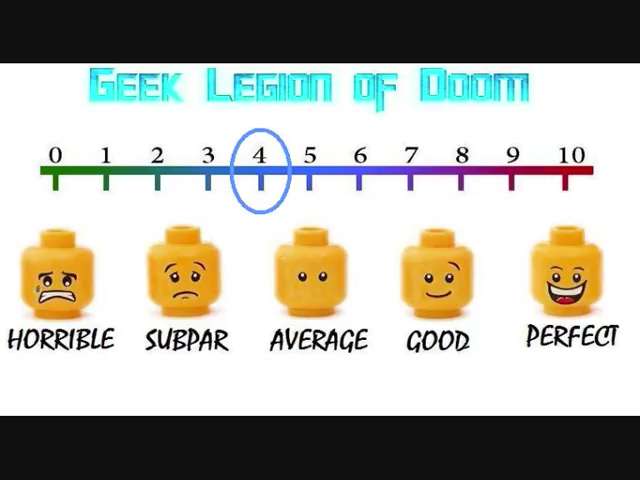 Geek Legion of Doom
0 1 2 3 4 5 6 7 8 9 10
HORRIBLE SUBPAR AVERAGE GOOD PERFECT